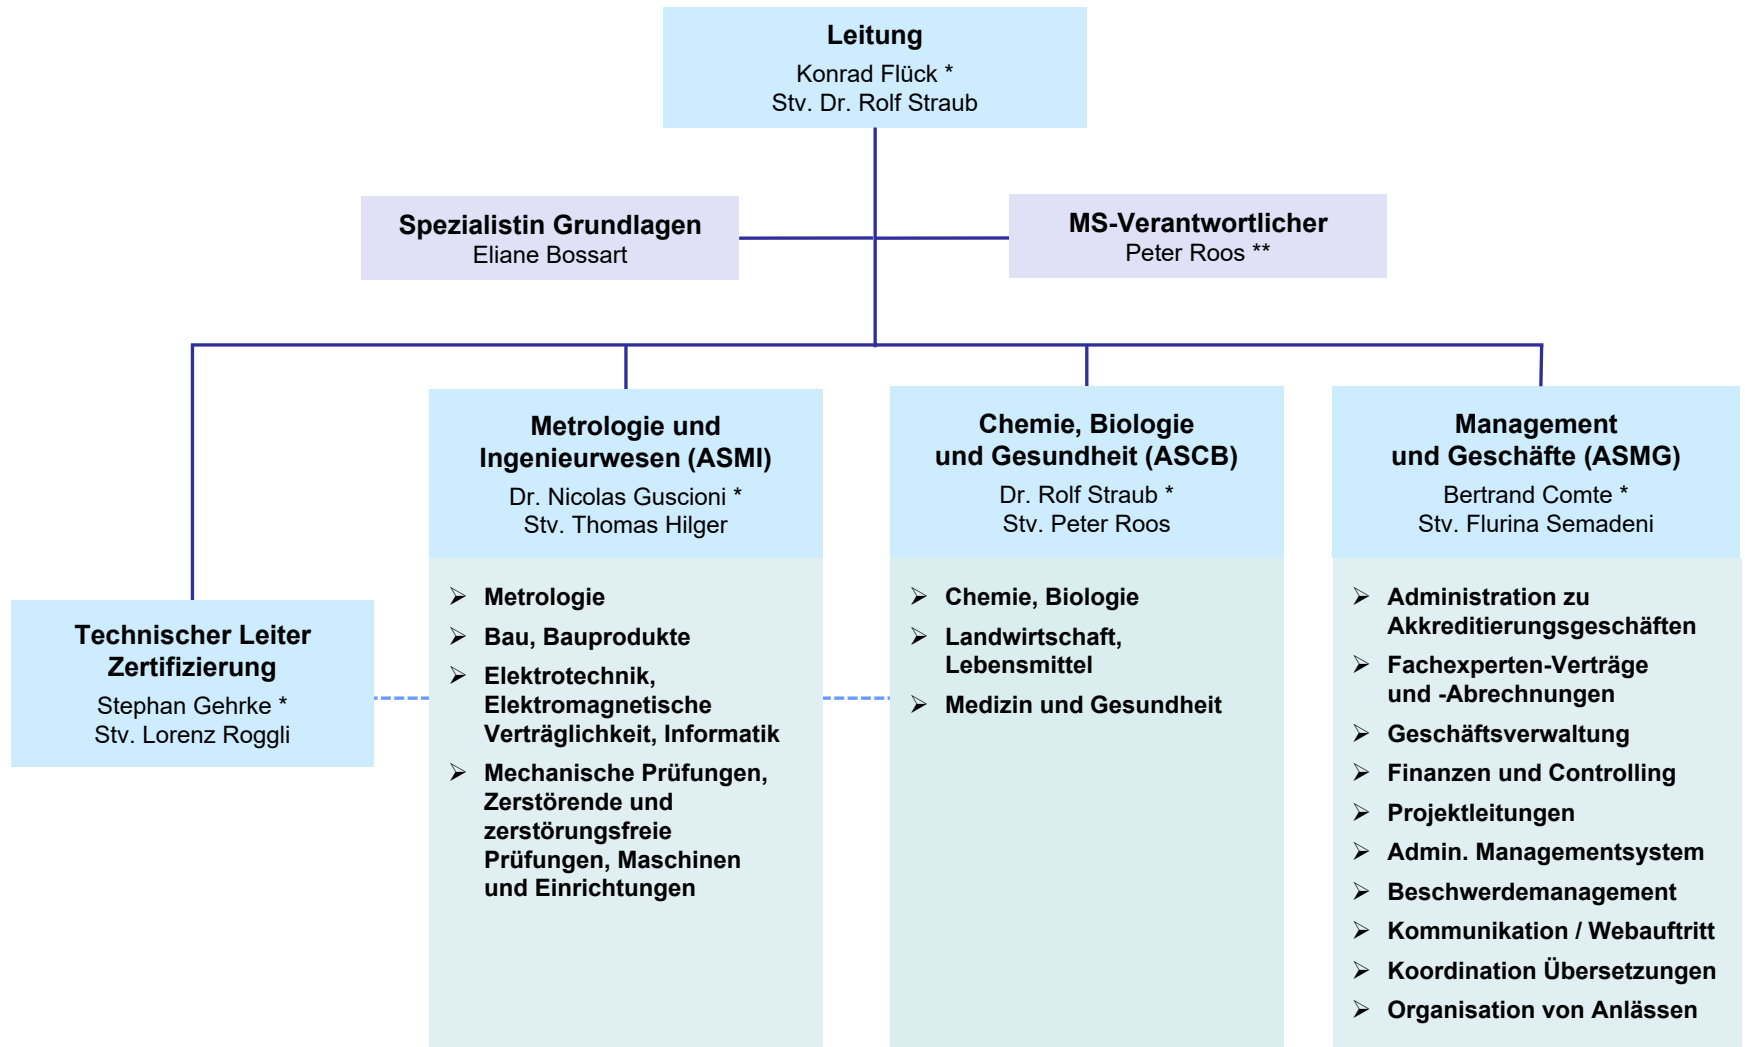 Leitung
Konrad Flück *
Stv. Dr. Rolf Straub
Spezialistin Grundlagen
Eliane Bossart
MS-Verantwortlicher
Peter Roos **
Technischer Leiter
Zertifizierung
Stephan Gehrke *
Stv. Lorenz Roggli
Metrologie und
Ingenieurwesen (ASMI)
Dr. Nicolas Guscioni *
Stv. Thomas Hilger
➢ Metrologie
➢ Bau, Bauprodukte
➢ Elektrotechnik,
Elektromagnetische
Verträglichkeit, Informatik
➢ Mechanische Prüfungen,
Zerstörende und
zerstörungsfreie
Prüfungen, Maschinen
und Einrichtungen
Chemie, Biologie
und Gesundheit (ASCB)
Dr. Rolf Straub *
Stv. Peter Roos
➢ Chemie, Biologie
➢ Landwirtschaft,
Lebensmittel
➢ Medizin und Gesundheit
Management
und Geschäfte (ASMG)
Bertrand Comte *
Stv. Flurina Semadeni
➢ Administration zu
Akkreditierungsgeschäften
➢ Fachexperten-Verträge
und -Abrechnungen
➢ Geschäftsverwaltung
➢ Finanzen und Controlling
➢ Projektleitungen
➢ Admin. Managementsystem
➢ Beschwerdemanagement
➢ Kommunikation / Webauftritt
➢ Koordination Übersetzungen
➢ Organisation von Anlässen